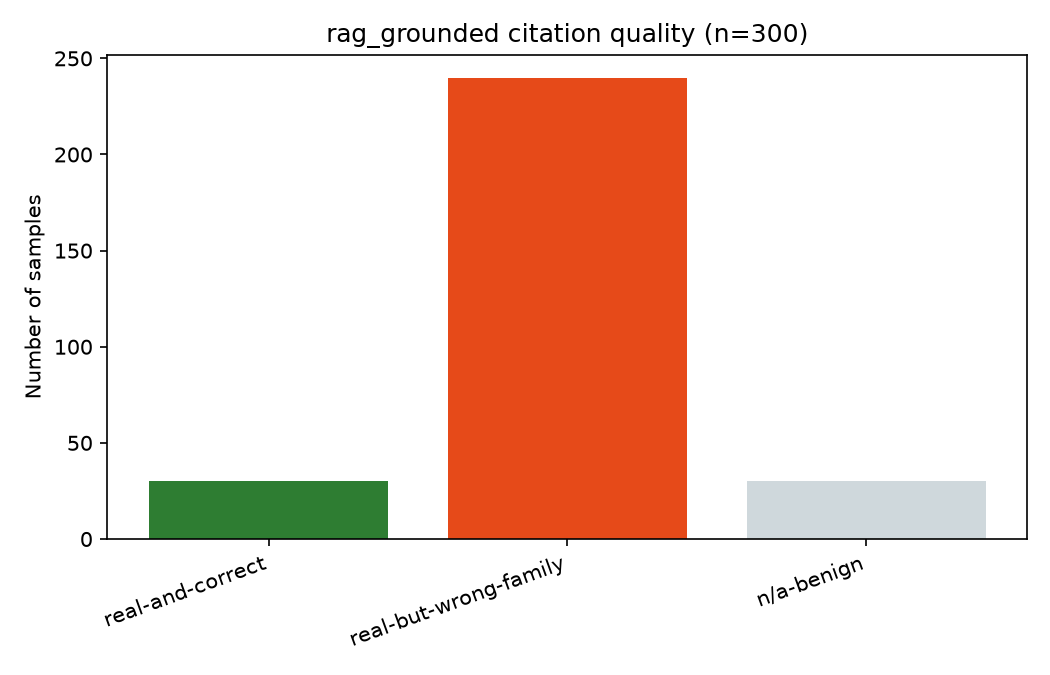 rag_grounded citation quality (n=300)
Number of samples
250
200
150
100
50
0
real-and-correct
real-but-wrong-family
n/a-benign